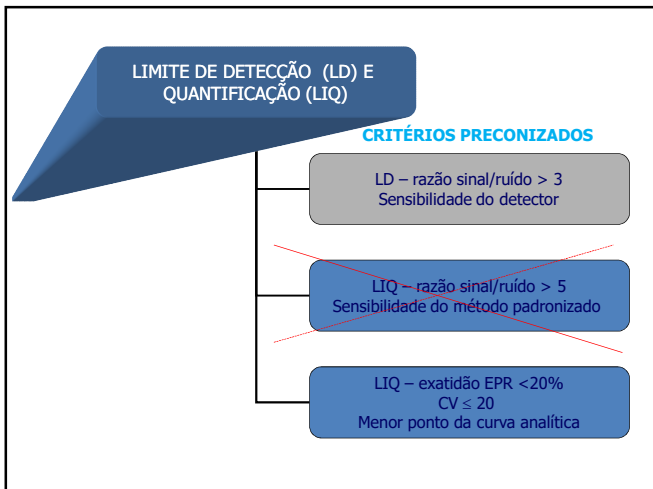 LIMITE DE DETECÇÃO (LD) E
QUANTIFICAÇÃO (LIQ)
CRITÉRIOS PRECONIZADOS
LD – razão sinal/ruído > 3
Sensibilidade do detector
LIQ – razão sinal/ruído > 5
Sensibilidade do método padronizado
LIQ – exatidão EPR <20%
CV ≤ 20
Menor ponto da curva analítica